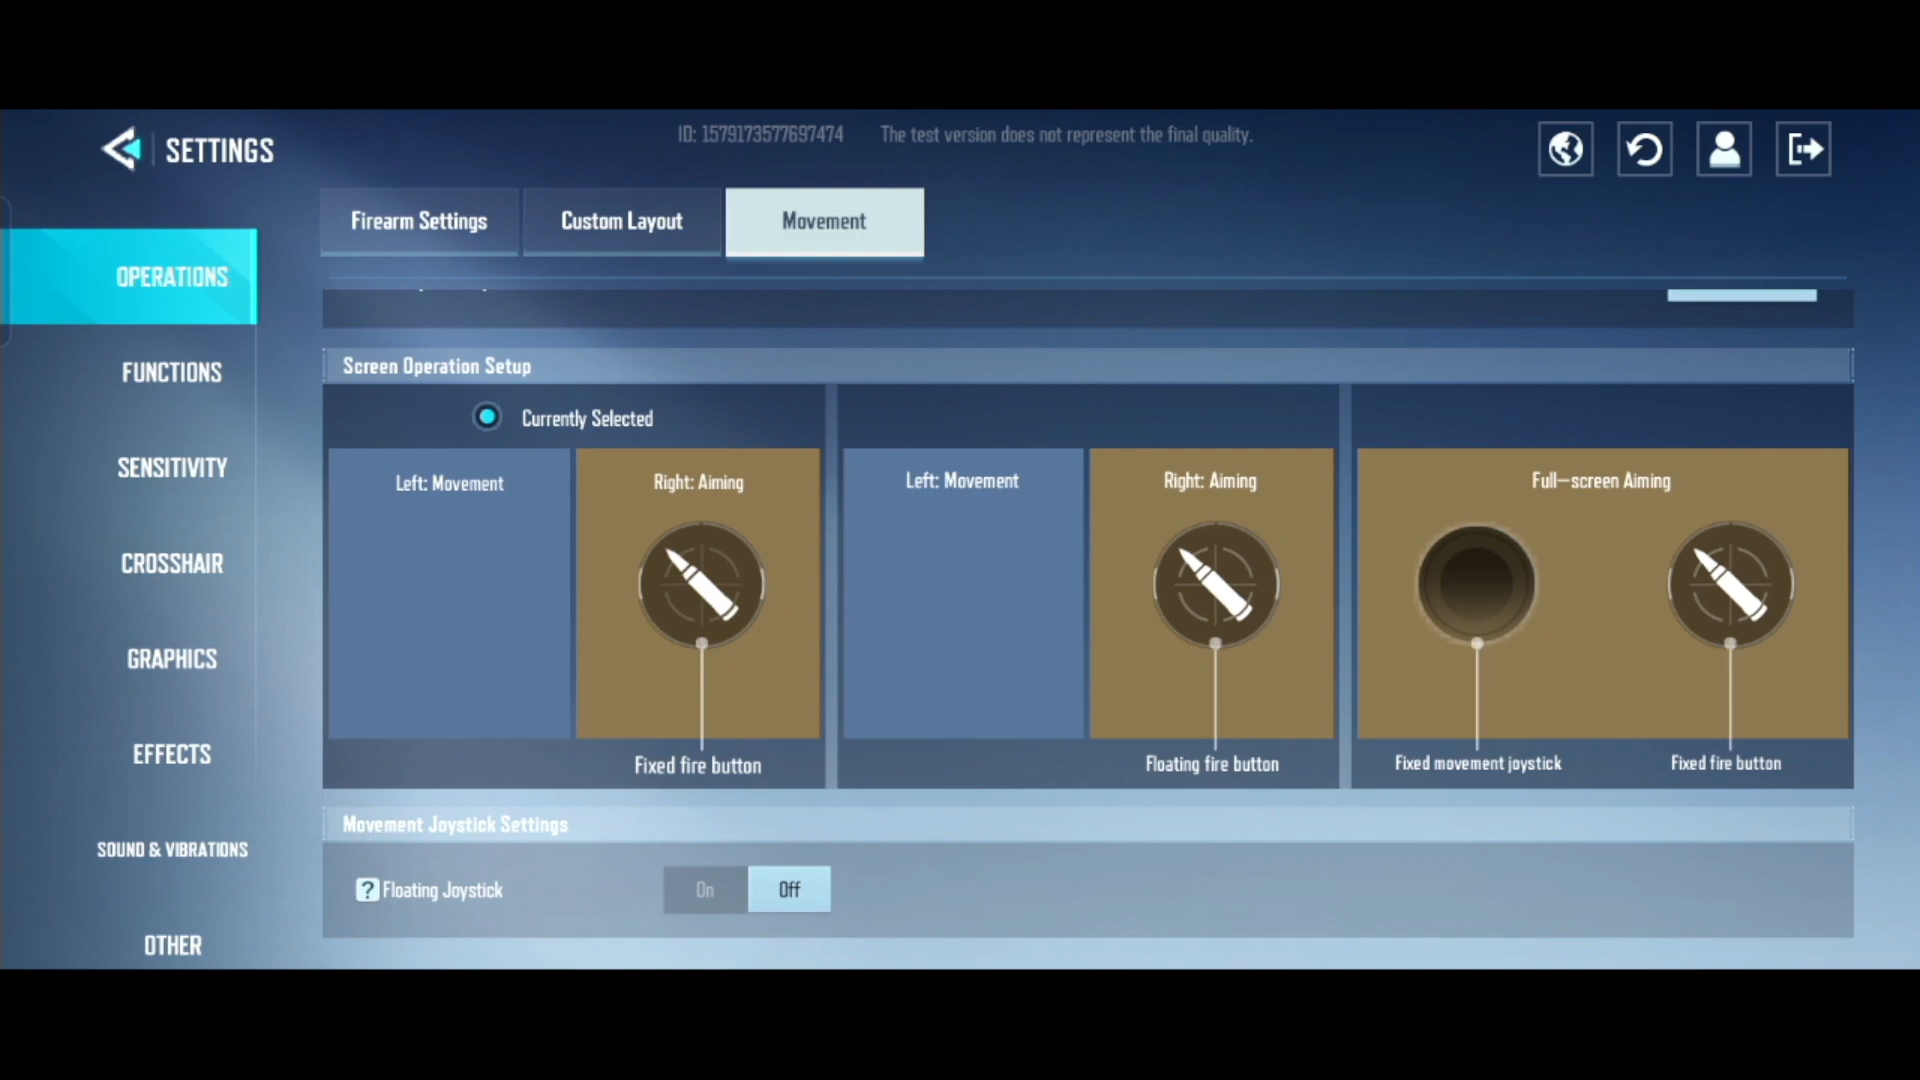 SETTINGS
ID: 1579173577697474 The test version does not represent the final quality.
Firearm Settings
Custom Layout
Movement
OPERATIONS
FUNCTIONS
SENSITIVITY
CROSSHAIR
GRAPHICS
EFFECTS
SOUND & VIBRATIONS
OTHER
Screen Operation Setup
Currently Selected
Left: Movement
Right: Aiming
Fixed fire button
Left: Movement
Right: Aiming
Floating fire button
Full-screen Aiming
Fixed movement joystick
Fixed fire button
Movement Joystick Settings
? Floating Joystick
On
Off